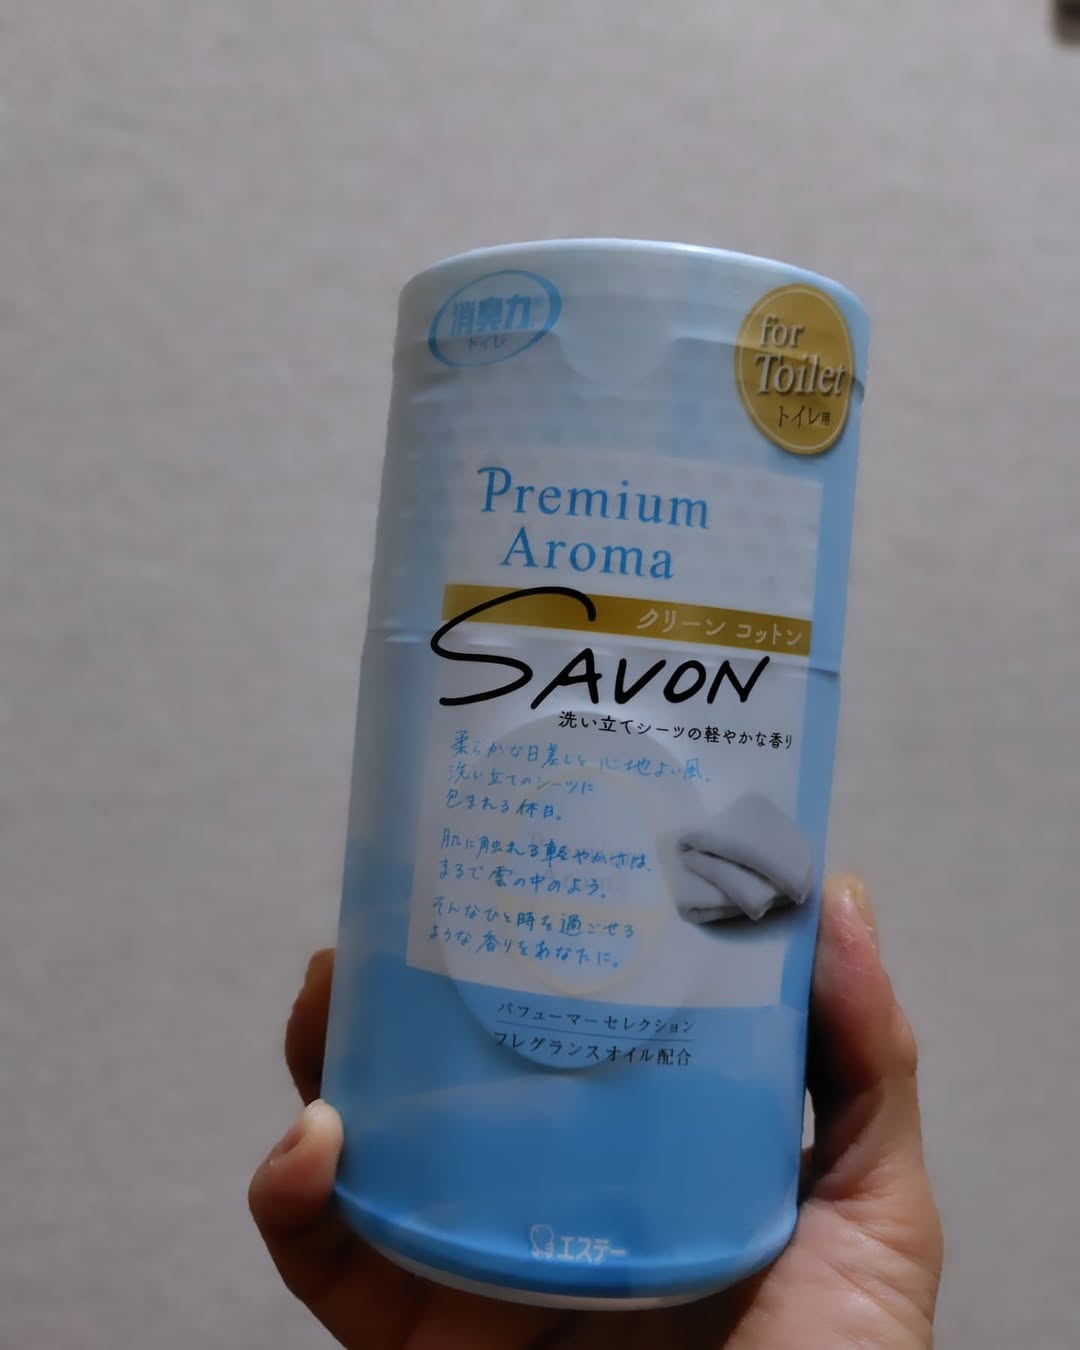 消臭力®
トイレ
for
Toilet
トイレ用
Premium
Aroma
クリーン コットン
SAVON
洗い立てシーツの軽やかな香り
柔らかな日差しと 心地よい風。
洗い立てのシーツに
包まれる休日。
肌に触れる軽やかさは、
まるで雲の中のよう。
そんなひと時を過ごせる
ような香りをあなたに。
パフューマーセレクション
フレグランスオイル配合
エステー